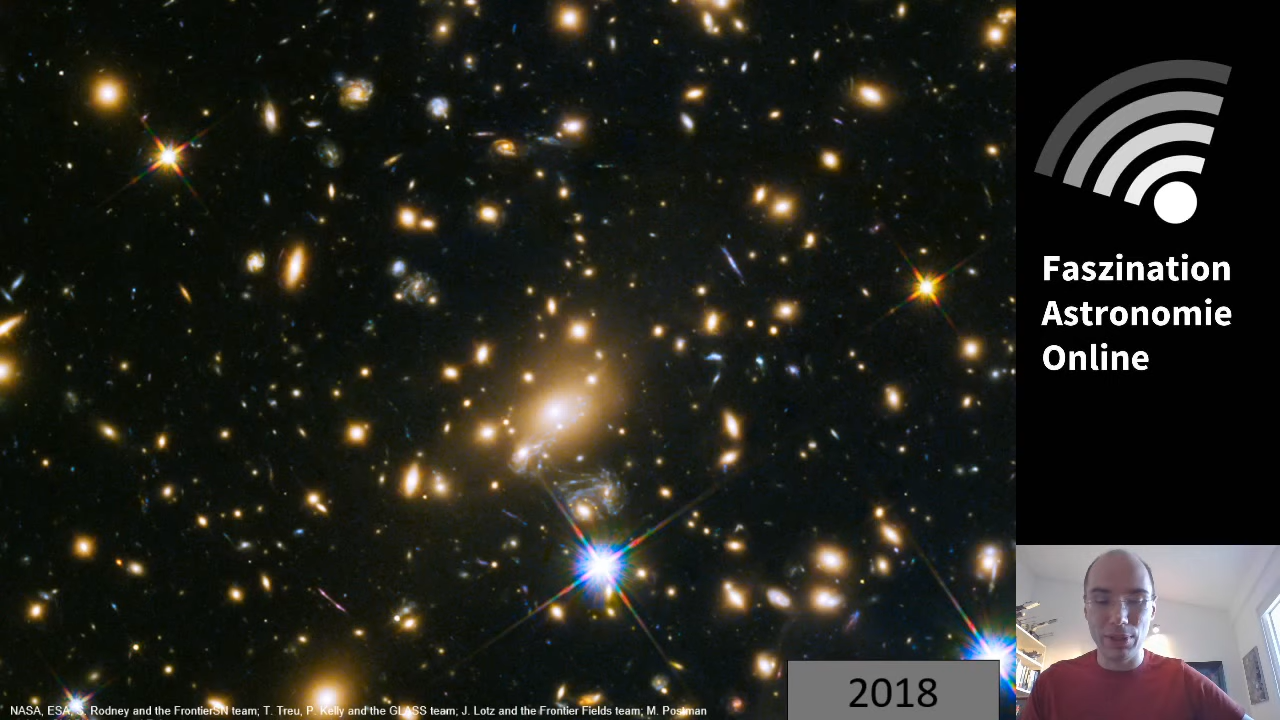 Faszination
Astronomie
Online
2018
NASA, ESA, S. Rodney and the FrontierSN team; T. Treu, P. Kelly and the GLASS team; J. Lotz and the Frontier Fields team; M. Postman